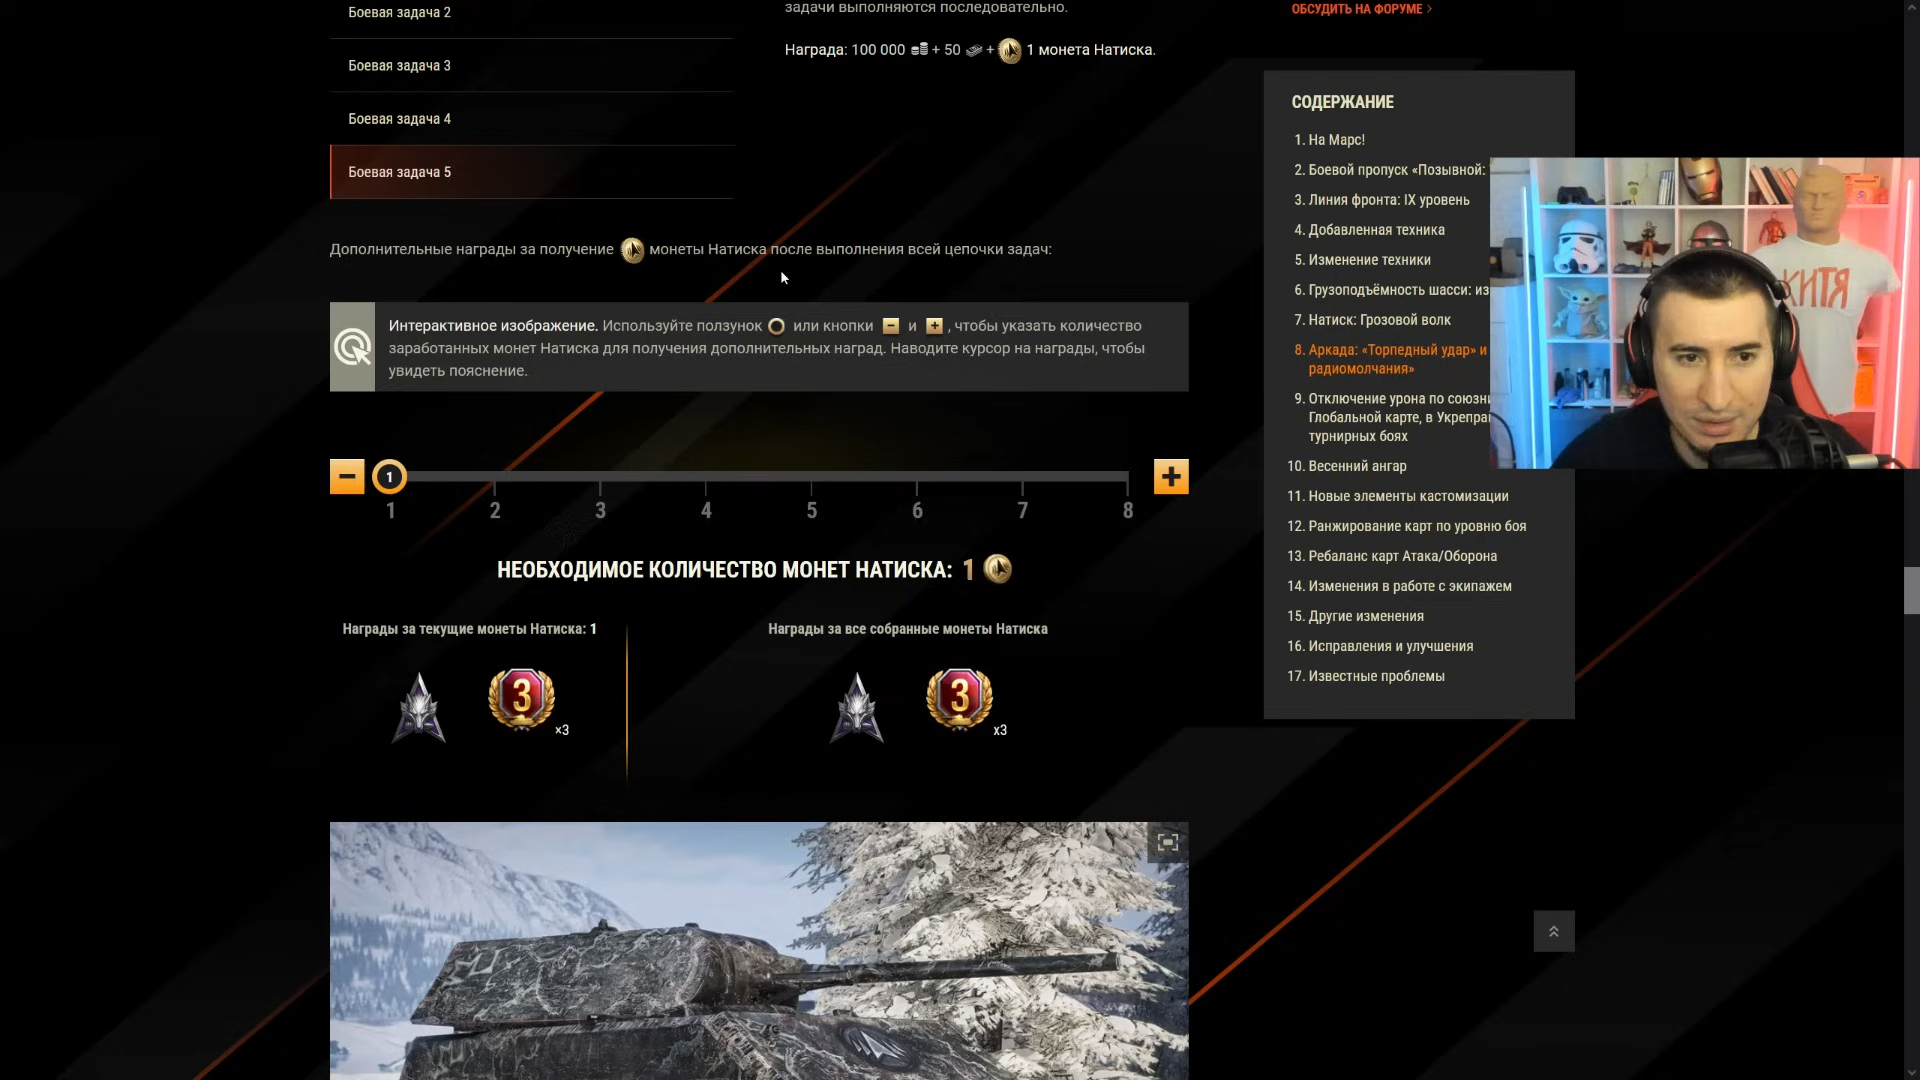 Боевая задача 2
Боевая задача 3
Боевая задача 4
Боевая задача 5
задачи выполняются последовательно.
Награда: 100 000 + 50 + 1 монета Натиска.
Дополнительные награды за получение монеты Натиска после выполнения всей цепочки задач:
Интерактивное изображение. Используйте ползунок или кнопки − и +, чтобы указать количество
заработанных монет Натиска для получения дополнительных наград. Наводите курсор на награды, чтобы
увидеть пояснение.
− 1 +
1 2 3 4 5 6 7 8
НЕОБХОДИМОЕ КОЛИЧЕСТВО МОНЕТ НАТИСКА: 1
Награды за текущие монеты Натиска: 1
3
×3
Награды за все собранные монеты Натиска
3
x3
ОБСУДИТЬ НА ФОРУМЕ >
СОДЕРЖАНИЕ
1. На Марс!
2. Боевой пропуск «Позывной:
3. Линия фронта: IX уровень
4. Добавленная техника
5. Изменение техники
6. Грузоподъёмность шасси: из
7. Натиск: Грозовой волк
8. Аркада: «Торпедный удар» и
радиомолчания»
9. Отключение урона по союзни
Глобальной карте, в Укрепра
турнирных боях
10. Весенний ангар
11. Новые элементы кастомизации
12. Ранжирование карт по уровню боя
13. Ребаланс карт Атака/Оборона
14. Изменения в работе с экипажем
15. Другие изменения
16. Исправления и улучшения
17. Известные проблемы
КИТЯ